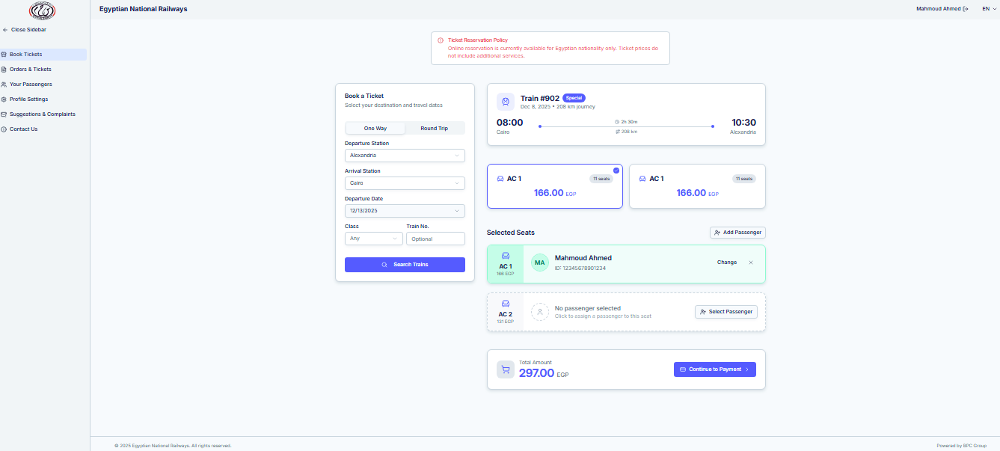 Egyptian National Railways
Mahmoud Ahmed
EN
Close Sidebar
Book Tickets
Orders & Tickets
Your Passengers
Profile Settings
Suggestions & Complaints
Contact Us
Ticket Reservation Policy
Online reservation is currently available for Egyptian nationality only. Ticket prices do
not include additional services.
Book a Ticket
Select your destination and travel dates
One Way
Round Trip
Departure Station
Alexandria
Arrival Station
Cairo
Departure Date
12/13/2025
Class
Train No.
Any
Optional
Search Trains
Train #902 Special
Dec 8, 2025 • 208 km journey
08:00
2h 30m
10:30
Cairo
208 km
Alexandria
AC 1
11 seats
166.00 EGP
AC 1
11 seats
166.00 EGP
Selected Seats
Add Passenger
AC 1
166 EGP
MA
Mahmoud Ahmed
ID: 12345678901234
Change
AC 2
131 EGP
No passenger selected
Click to assign a passenger to this seat
Select Passenger
Total Amount
297.00 EGP
Continue to Payment
© 2025 Egyptian National Railways. All rights reserved.
Powered by BPC Group